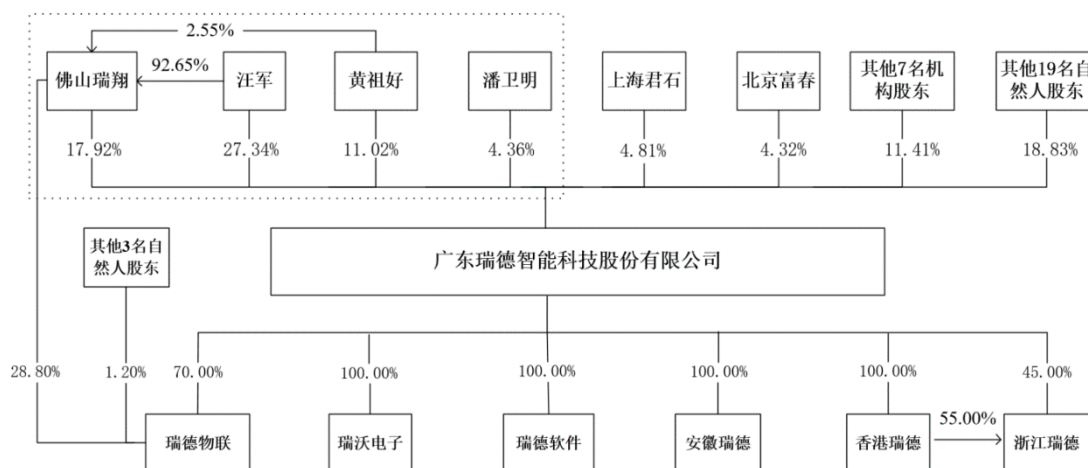 2.55%
92.65%
佛山瑞翔
汪军
黄祖好
潘卫明
上海君石
北京富春
其他7名机
构股东
其他19名自
然人股东
17.92%
27.34%
11.02%
4.36%
4.81%
4.32%
11.41%
18.83%
其他3名自
然人股东
广东瑞德智能科技股份有限公司
28.80%
1.20%
70.00%
100.00%
100.00%
100.00%
100.00%
45.00%
瑞德物联
瑞沃电子
瑞德软件
安徽瑞德
香港瑞德
55.00%
浙江瑞德